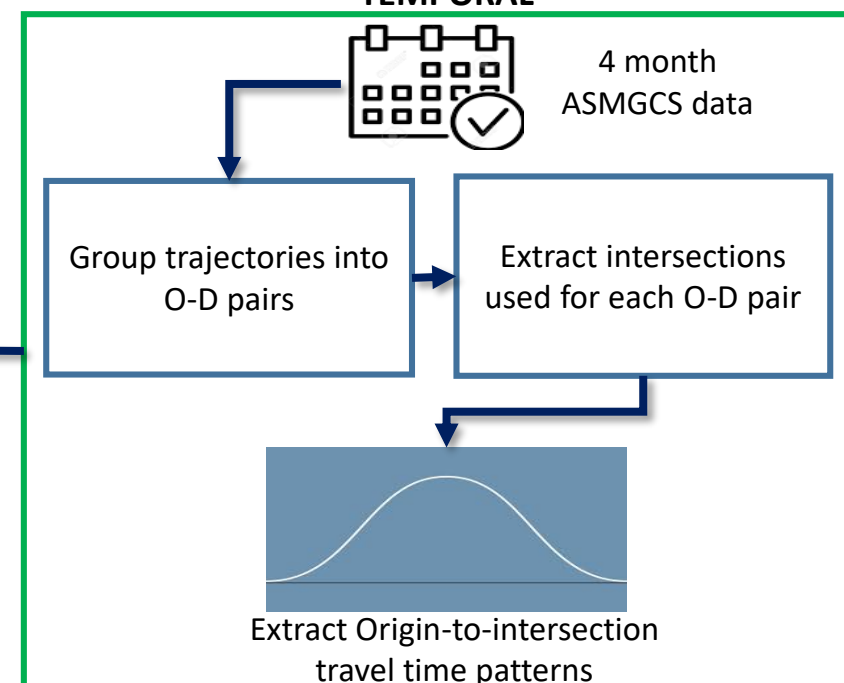 TEMPORAL
4 month
ASMGCS data
Group trajectories into
O-D pairs
Extract intersections
used for each O-D pair
Extract Origin-to-intersection
travel time patterns